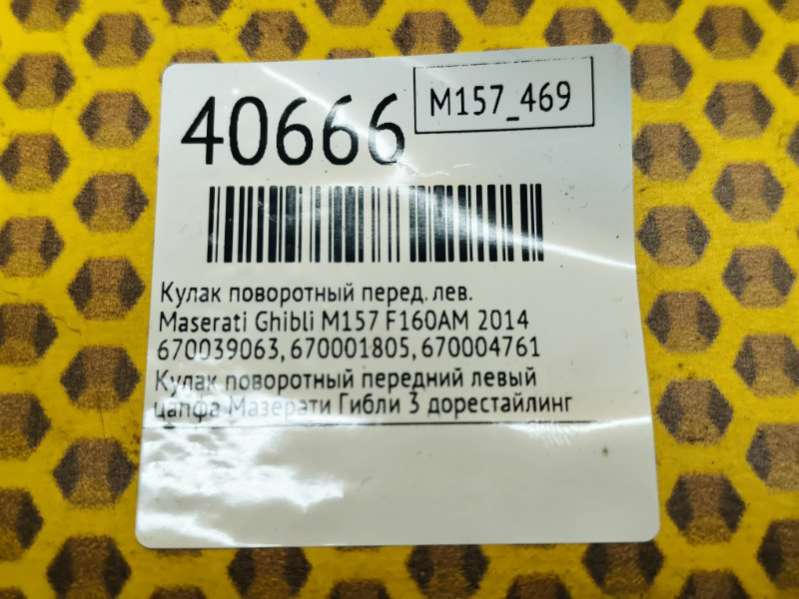 40666
M157_469
Кулак поворотный перед. лев.
Maserati Ghibli M157 F160AM 2014
670039063, 670001805, 670004761
Кулак поворотный передний левый
цапфа Мазерати Гибли 3 дорестайлинг